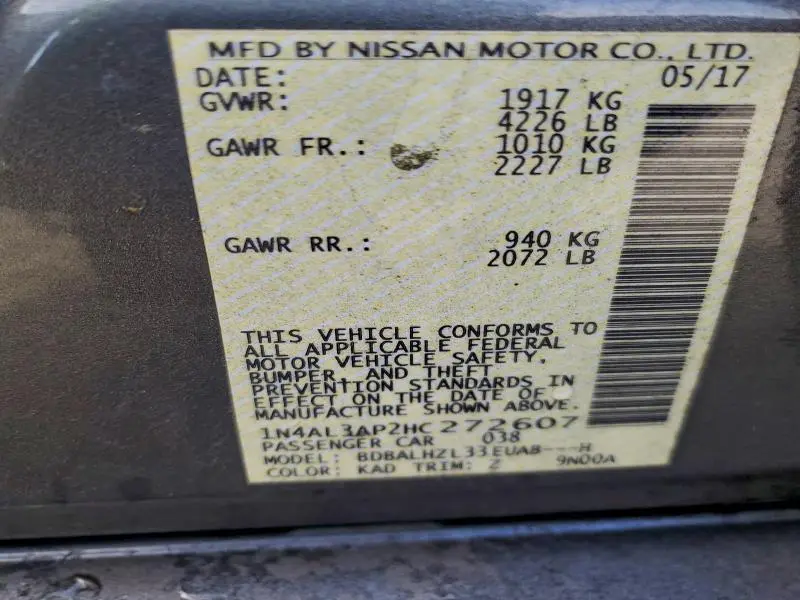 MFD BY NISSAN MOTOR CO., LTD.
DATE: 05/17
GVWR: 1917 KG
4226 LB
GAWR FR.: 1010 KG
2227 LB
GAWR RR.: 940 KG
2072 LB
THIS VEHICLE CONFORMS TO
ALL APPLICABLE FEDERAL
MOTOR VEHICLE SAFETY,
BUMPER, AND THEFT
PREVENTION STANDARDS IN
EFFECT ON THE DATE OF
MANUFACTURE SHOWN ABOVE.
1N4AL3AP2HC272607
PASSENGER CAR 038
MODEL: BDBALHZL33EUAB---H
COLOR: KAD TRIM: Z 9N00A